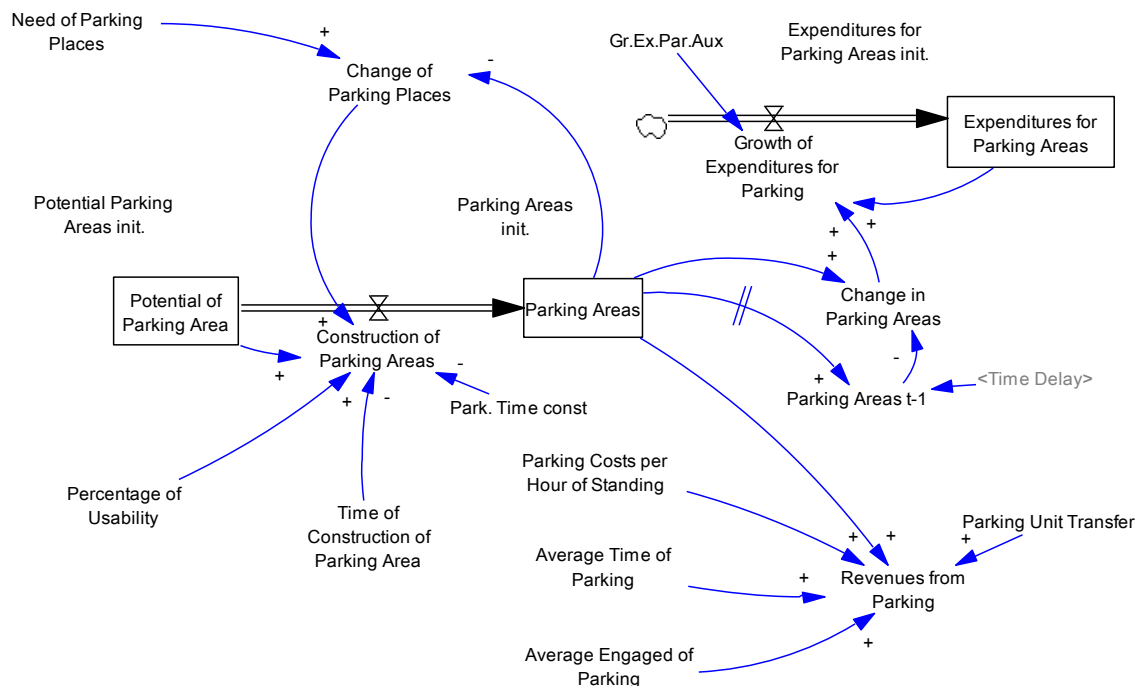 Need of Parking
Places
+
Change of
Parking Places
-
Gr.Ex.Par.Aux
Expenditures for
Parking Areas init.
Growth of
Expenditures for
Parking
Expenditures for
Parking Areas
+
+
Potential Parking
Areas init.
Parking Areas
init.
Potential of
Parking Area
+
Construction of
Parking Areas
+
+
-
-
Park. Time const
Parking Areas
+
Change in
Parking Areas
-
+
Parking Areas t-1
<Time Delay>
Percentage of
Usability
Time of
Construction of
Parking Area
Parking Costs per
Hour of Standing
+
+
Parking Unit Transfer
+
Average Time of
Parking
+
Revenues from
Parking
+
Average Engaged of
Parking